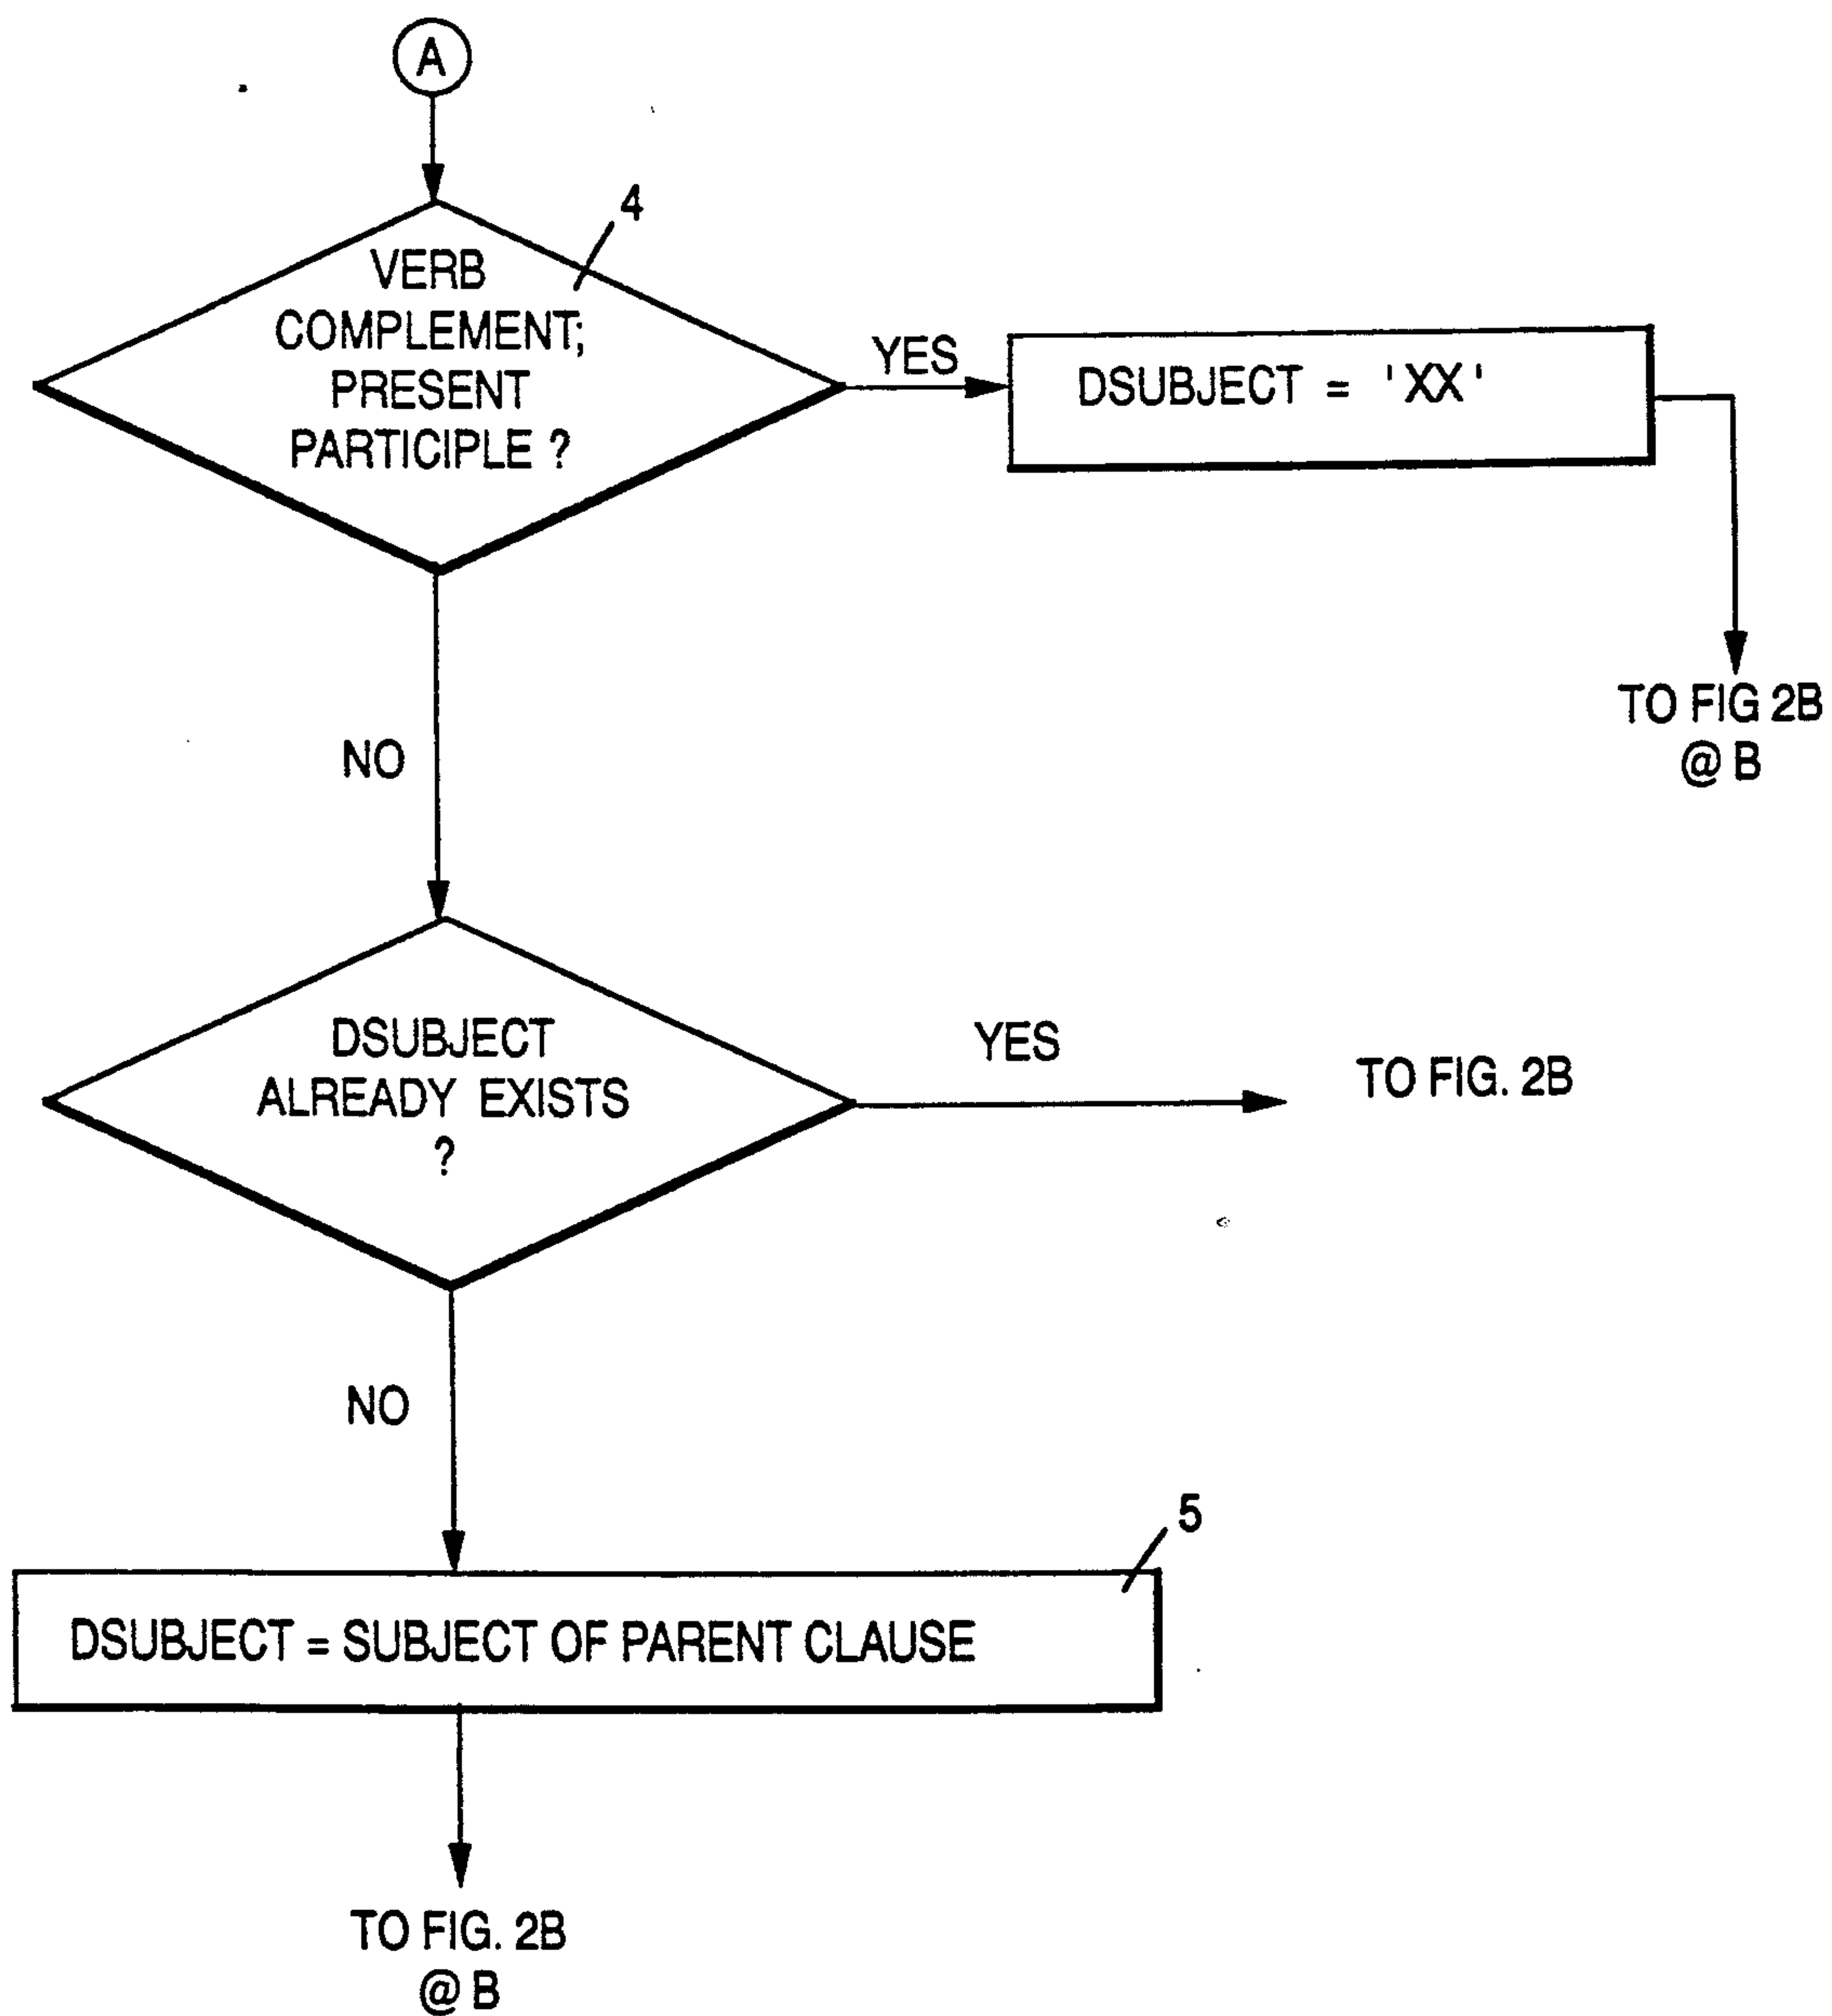 A
4
VERB
COMPLEMENT;
PRESENT
PARTICIPLE ?
YES
DSUBJECT = 'XX'
TO FIG 2B
@ B
NO
DSUBJECT
ALREADY EXISTS
?
YES
TO FIG. 2B
NO
5
DSUBJECT = SUBJECT OF PARENT CLAUSE
TO FIG. 2B
@ B